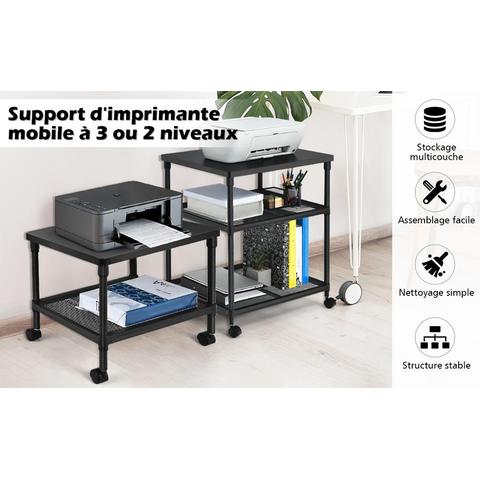 Support d'imprimante
mobile à 3 ou 2 niveaux
Stockage
multicouche
Assemblage facile
Nettoyage simple
Structure stable